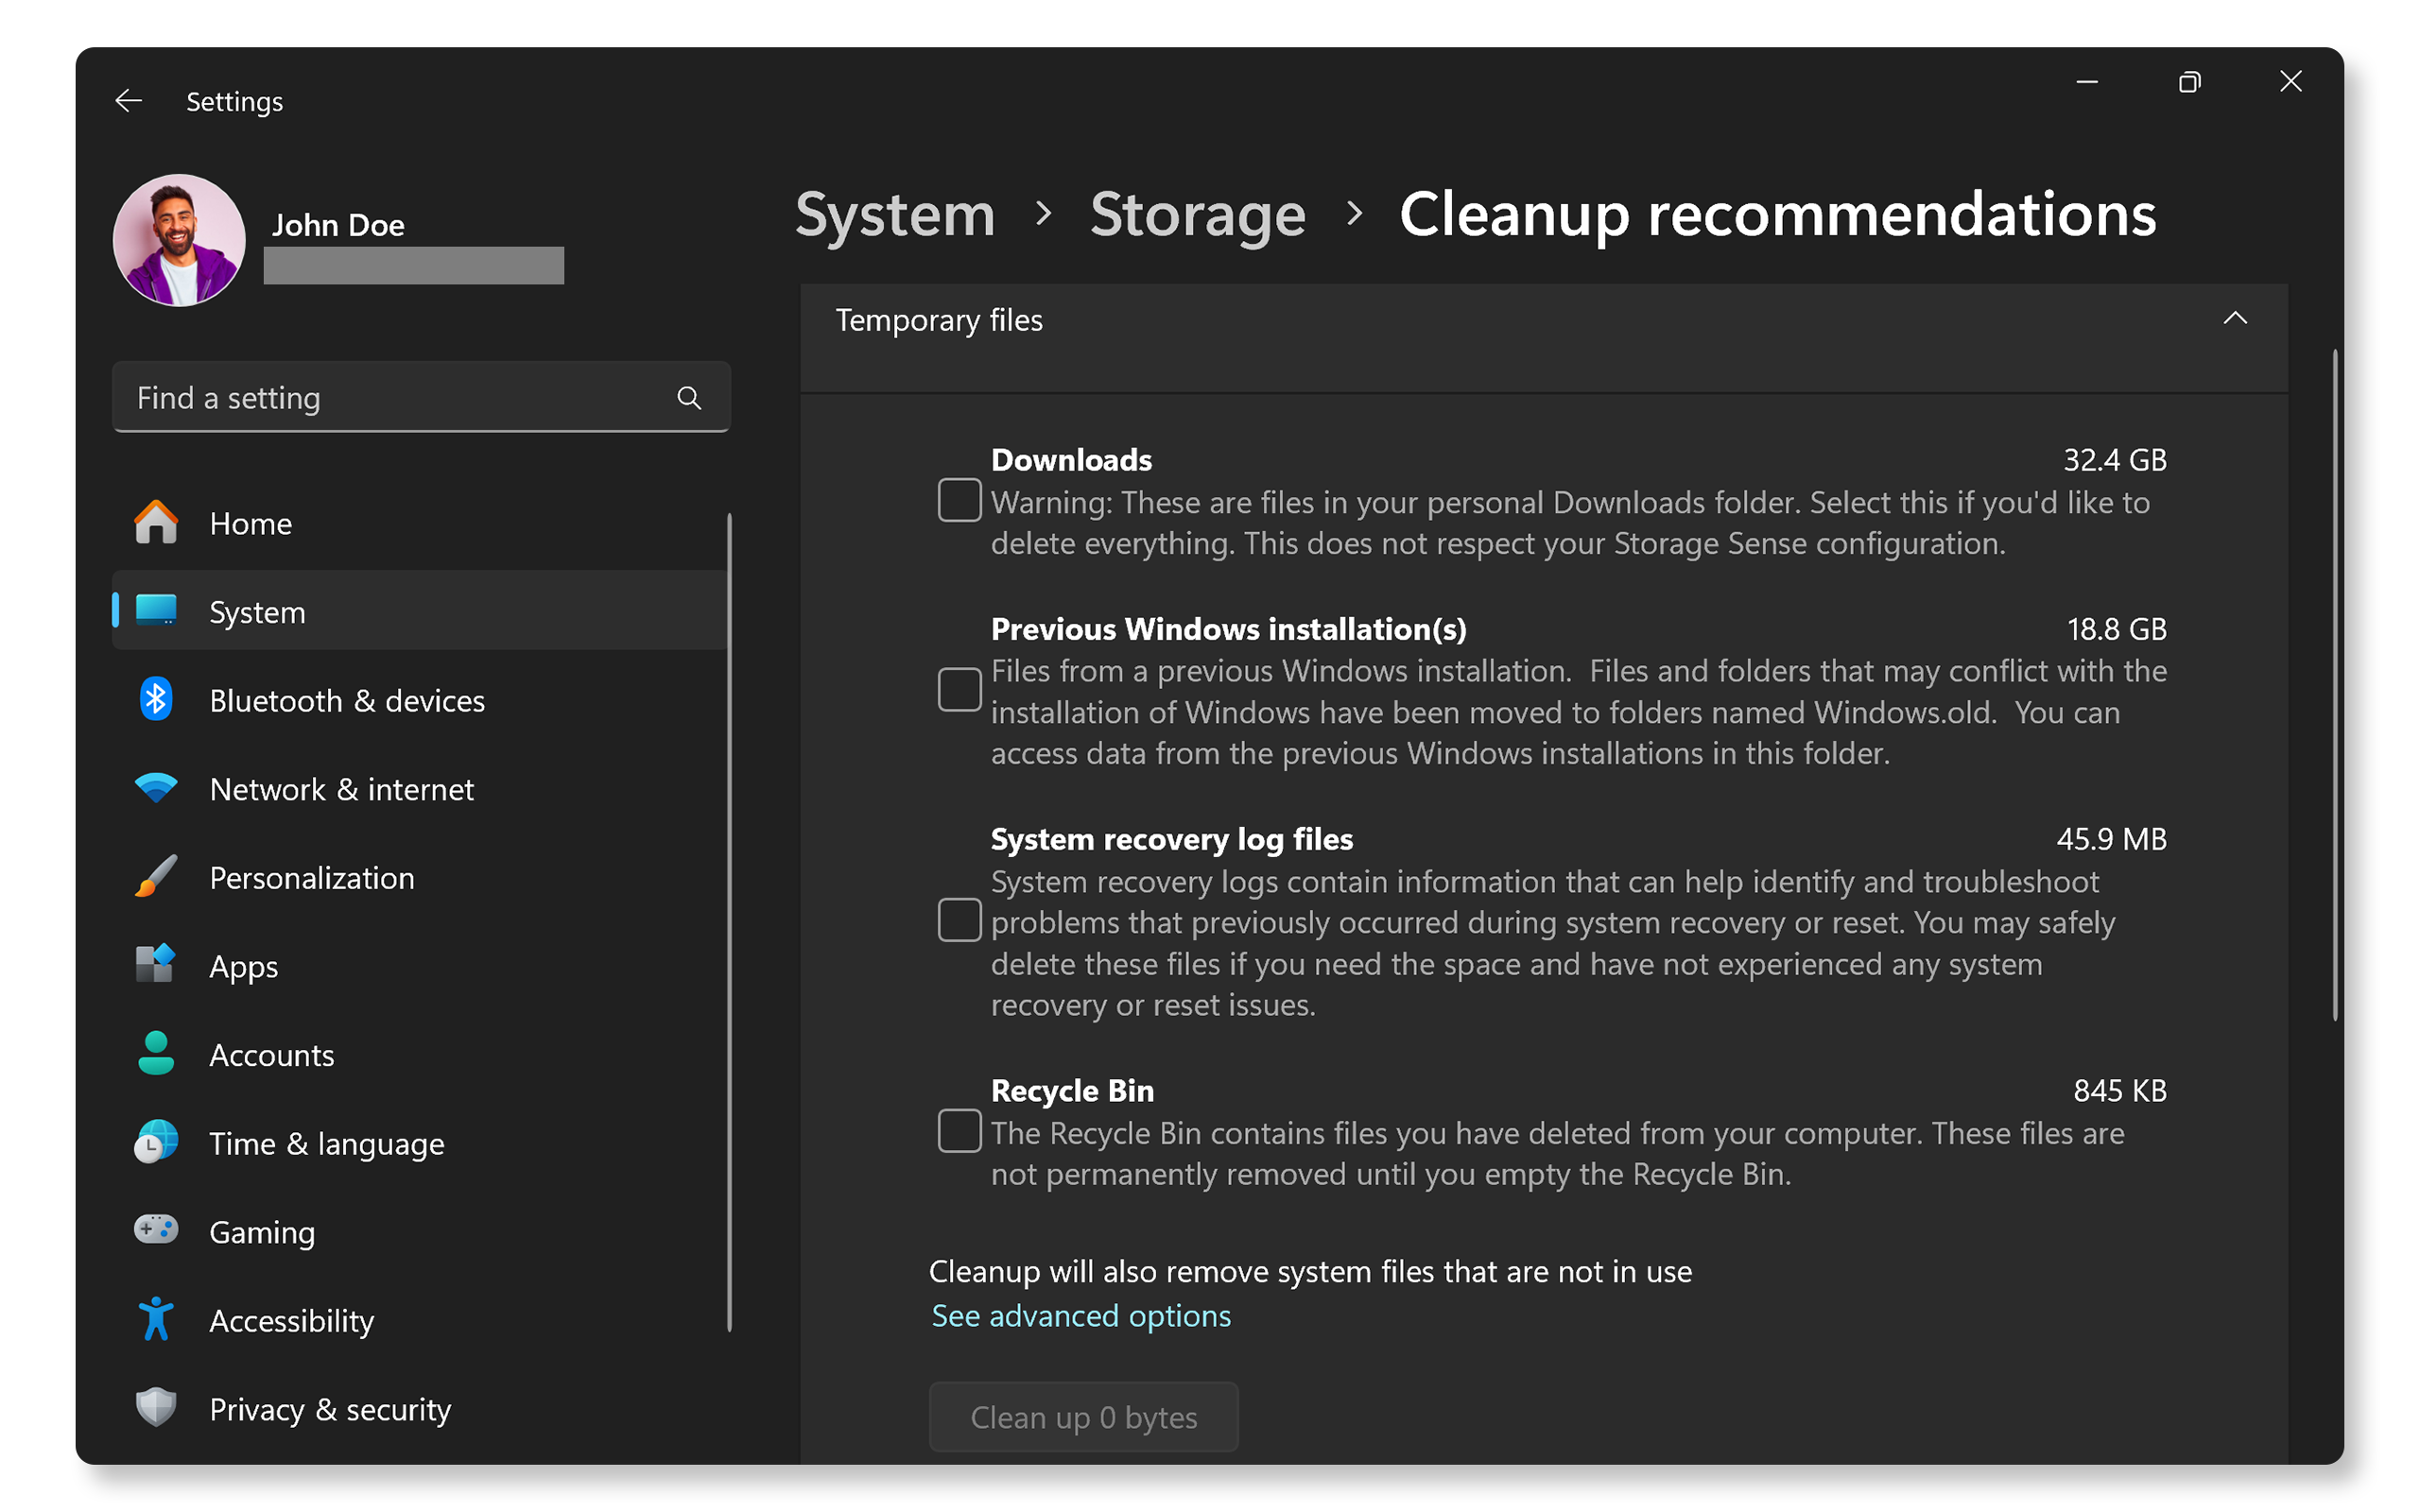 Settings
John Doe
Find a setting
Home
System
Bluetooth & devices
Network & internet
Personalization
Apps
Accounts
Time & language
Gaming
Accessibility
Privacy & security
System > Storage > Cleanup recommendations
Temporary files
Downloads 32.4 GB
Warning: These are files in your personal Downloads folder. Select this if you'd like to
delete everything. This does not respect your Storage Sense configuration.
Previous Windows installation(s) 18.8 GB
Files from a previous Windows installation.  Files and folders that may conflict with the
installation of Windows have been moved to folders named Windows.old.  You can
access data from the previous Windows installations in this folder.
System recovery log files 45.9 MB
System recovery logs contain information that can help identify and troubleshoot
problems that previously occurred during system recovery or reset. You may safely
delete these files if you need the space and have not experienced any system
recovery or reset issues.
Recycle Bin 845 KB
The Recycle Bin contains files you have deleted from your computer. These files are
not permanently removed until you empty the Recycle Bin.
Cleanup will also remove system files that are not in use
See advanced options
Clean up 0 bytes